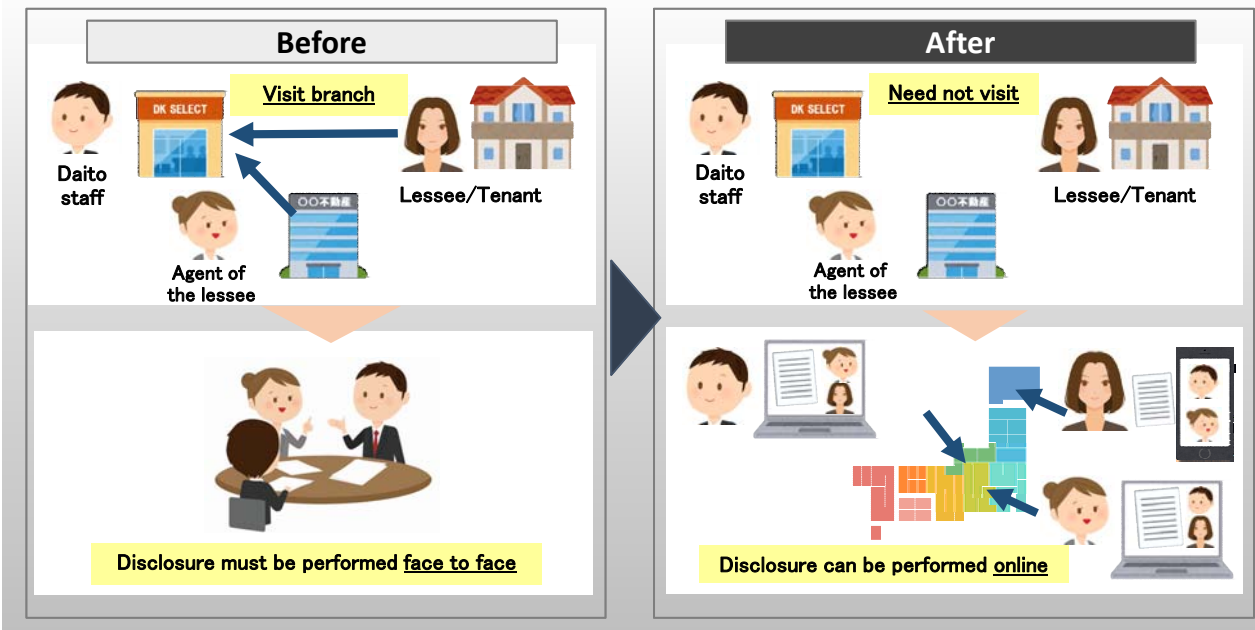 Before
Visit branch
DK SELECT
Daito
staff
Lessee/Tenant
〇〇不動産
Agent of
the lessee
Disclosure must be performed face to face
After
Need not visit
DK SELECT
Daito
staff
Lessee/Tenant
〇〇不動産
Agent of
the lessee
Disclosure can be performed online